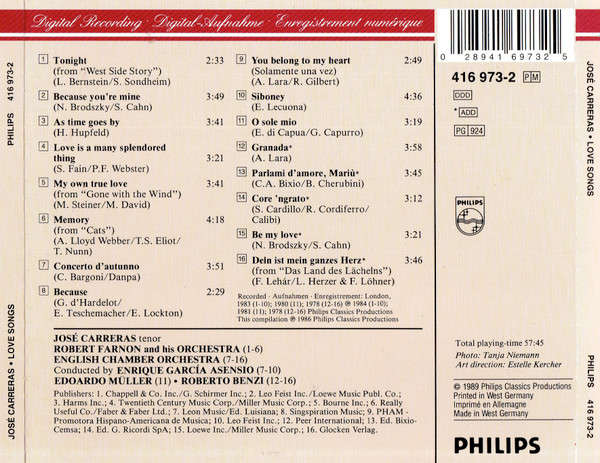 Digital Recording · Digital-Aufnahme · Enregistrement numérique
1 Tonight 2:33
(from "West Side Story")
(L. Bernstein/S. Sondheim)
2 Because you're mine 3:49
(N. Brodszky/S. Cahn)
3 As time goes by 3:41
(H. Hupfeld)
4 Love is a many splendored
thing 3:21
(S. Fain/P.F. Webster)
5 My own true love 3:41
(from "Gone with the Wind")
(M. Steiner/M. David)
6 Memory 4:18
(from "Cats")
(A. Lloyd Webber/T.S. Eliot/
T. Nunn)
7 Concerto d'autunno 3:51
(C. Bargoni/Danpa)
8 Because 2:29
(G. d'Hardelot/
E. Teschemacher/E. Lockton)
9 You belong to my heart 2:49
(Solamente una vez)
(A. Lara/R. Gilbert)
10 Siboney 4:36
(E. Lecuona)
11 O sole mio 3:19
(E. di Capua/G. Capurro)
12 Granada* 3:58
(A. Lara)
13 Parlami d'amore, Mariù* 3:45
(C.A. Bixio/B. Cherubini)
14 Core 'ngrato* 3:12
(S. Cardillo/R. Cordiferro/
Calibi)
15 Be my love* 3:21
(N. Brodszky/S. Cahn)
16 Dein ist mein ganzes Herz* 3:46
(from "Das Land des Lächelns")
(F. Lehár/L. Herzer & F. Löhner)
Recorded · Aufnahmen · Enregistrement: London,
1983 (1-10); 1980 (11); 1978 (12-16) ℗ 1984 (1-10);
1981 (11); 1978 (12-16) Philips Classics Productions
This compilation ℗ 1986 Philips Classics Productions
JOSÉ CARRERAS tenor
ROBERT FARNON and his ORCHESTRA (1-6)
ENGLISH CHAMBER ORCHESTRA (7-16)
Conducted by ENRIQUE GARCÍA ASENSIO (7-10)
EDOARDO MÜLLER (11) · ROBERTO BENZI (12-16)
Publishers: 1. Chappell & Co. Inc./G. Schirmer Inc.; 2. Leo Feist Inc./Loew Music Publ. Co.;
3. Harms Inc.; 4. Twentieth Century Music Corp./Miller Music Corp.; 5. Bourne Inc.; 6. Really
Useful Co./Faber & Faber Ltd.; 7. Leon Music/Ed. Luisiana; 8. Singspiration Music; 9. PHAM -
Promotora Hispano-Americana de Musica; 10. Leo Feist Inc.; 12. Peer International; 13. Ed. Bixio-
Cemsa; 14. Ed. G. Ricordi SpA; 15. Loewe Inc./Miller Music Corp.; 16. Glocken Verlag.
0 28941 69732 5
416 973-2 PM
DDD
* ADD
PG 924
PHILIPS
Total playing-time 57:45
Photo: Tanja Niemann
Art direction: Estelle Kercher
© 1989 Philips Classics Productions
Printed in West Germany
Imprimé en Allemagne
Made in West Germany
PHILIPS
PHILIPS 416 973-2
JOSÉ CARRERAS • LOVE SONGS
JOSÉ CARRERAS • LOVE SONGS
PHILIPS 416 973-2